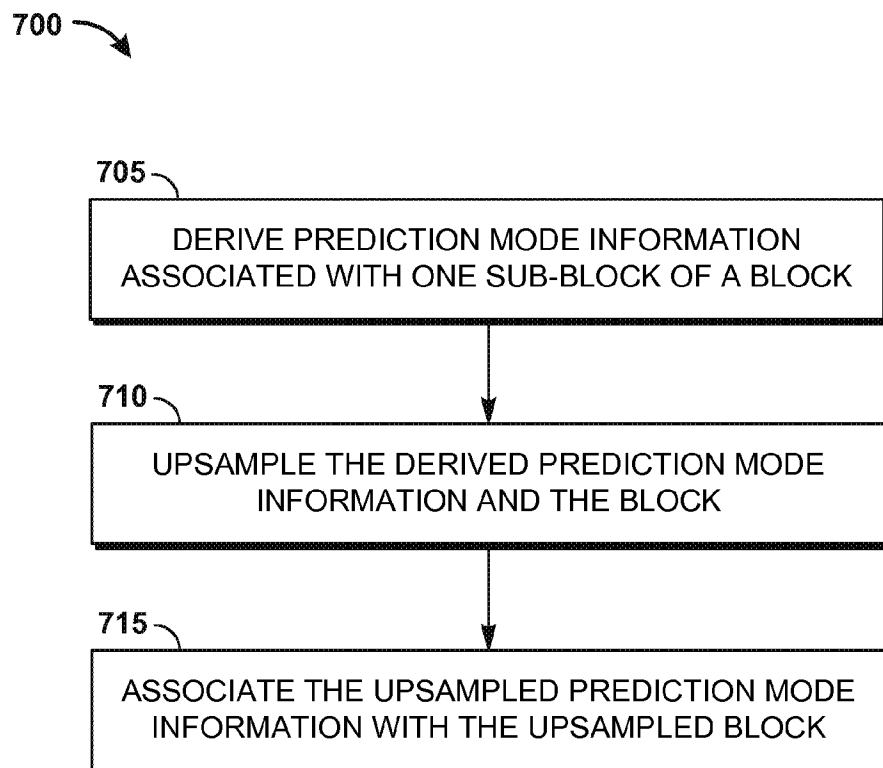 700
705
DERIVE PREDICTION MODE INFORMATION
ASSOCIATED WITH ONE SUB-BLOCK OF A BLOCK
710
UPSAMPLE THE DERIVED PREDICTION MODE
INFORMATION AND THE BLOCK
715
ASSOCIATE THE UPSAMPLED PREDICTION MODE
INFORMATION WITH THE UPSAMPLED BLOCK